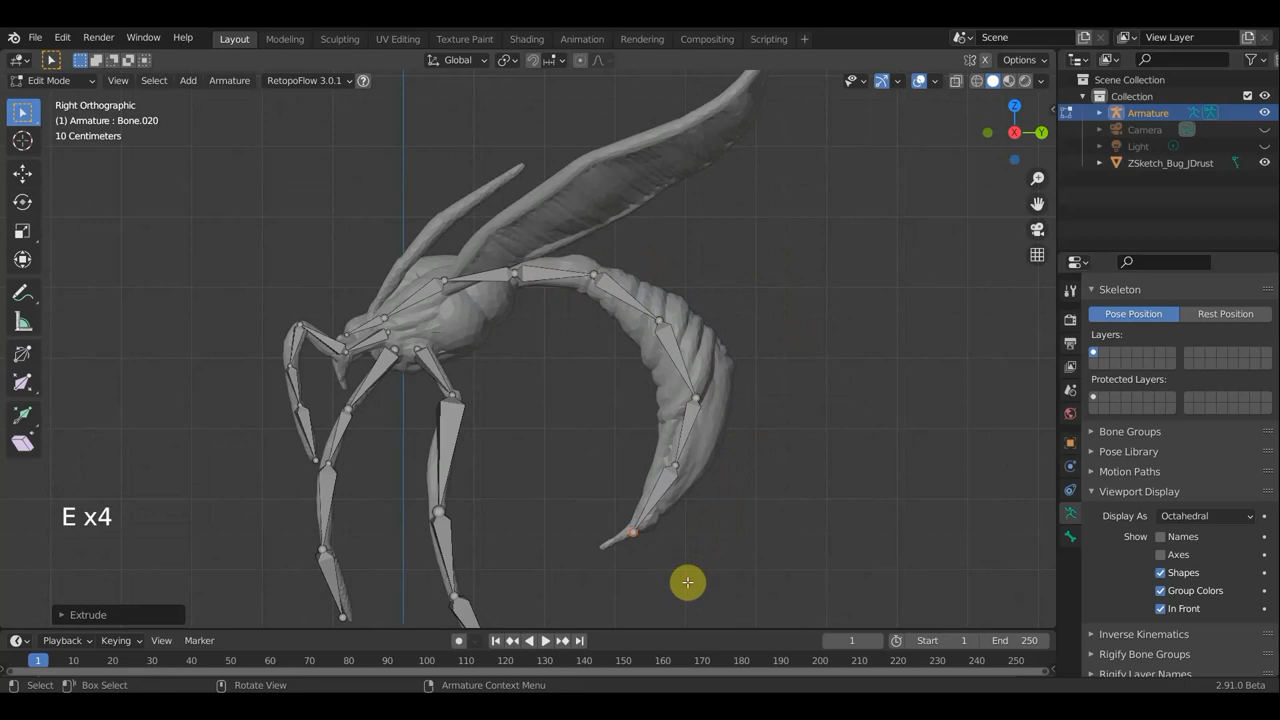 File Edit Render Window Help Layout Modeling Sculpting UV Editing Texture Paint Shading Animation Rendering Compositing Scripting + Scene View Layer
Global Options
Edit Mode View Select Add Armature RetopoFlow 3.0.1
Right Orthographic
(1) Armature : Bone.020
10 Centimeters
Z
X
Y
E x4
Extrude
Scene Collection
Collection
Armature
Camera
Light
ZSketch_Bug_JDrust
Skeleton
Pose Position Rest Position
Layers:
Protected Layers:
Bone Groups
Pose Library
Motion Paths
Viewport Display
Display As Octahedral
Show Names
Axes
Shapes
Group Colors
In Front
Inverse Kinematics
Rigify Bone Groups
Rigify Layer Names
Playback Keying View Marker 1 Start 1 End 250
1 10 20 30 40 50 60 70 80 90 100 110 120 130 140 150 160 170 180 190 200 210 220 230 240 250
Select Box Select Rotate View Armature Context Menu 2.91.0 Beta